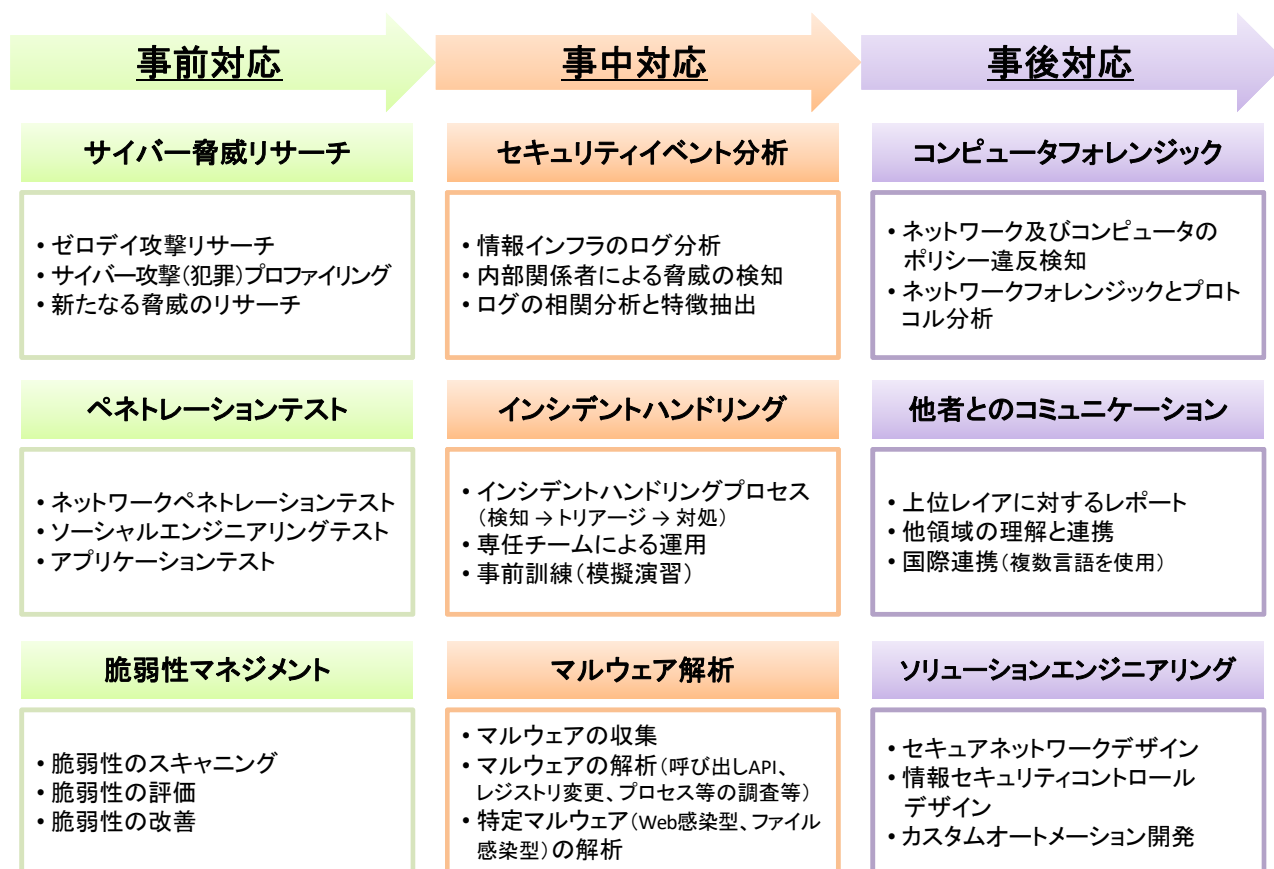 事前対応
事中対応
事後対応
サイバー脅威リサーチ
・ゼロデイ攻撃リサーチ
・サイバー攻撃（犯罪）プロファイリング
・新たなる脅威のリサーチ
セキュリティイベント分析
・情報インフラのログ分析
・内部関係者による脅威の検知
・ログの相関分析と特徴抽出
コンピュータフォレンジック
・ネットワーク及びコンピュータの
ポリシー違反検知
・ネットワークフォレンジックとプロト
コル分析
ペネトレーションテスト
・ネットワークペネトレーションテスト
・ソーシャルエンジニアリングテスト
・アプリケーションテスト
インシデントハンドリング
・インシデントハンドリングプロセス
（検知 → トリアージ → 対処）
・専任チームによる運用
・事前訓練（模擬演習）
他者とのコミュニケーション
・上位レイアに対するレポート
・他領域の理解と連携
・国際連携（複数言語を使用）
脆弱性マネジメント
・脆弱性のスキャニング
・脆弱性の評価
・脆弱性の改善
マルウェア解析
・マルウェアの収集
・マルウェアの解析（呼び出しAPI、
レジストリ変更、プロセス等の調査等）
・特定マルウェア（Web感染型、ファイル
感染型）の解析
ソリューションエンジニアリング
・セキュアネットワークデザイン
・情報セキュリティコントロール
デザイン
・カスタムオートメーション開発